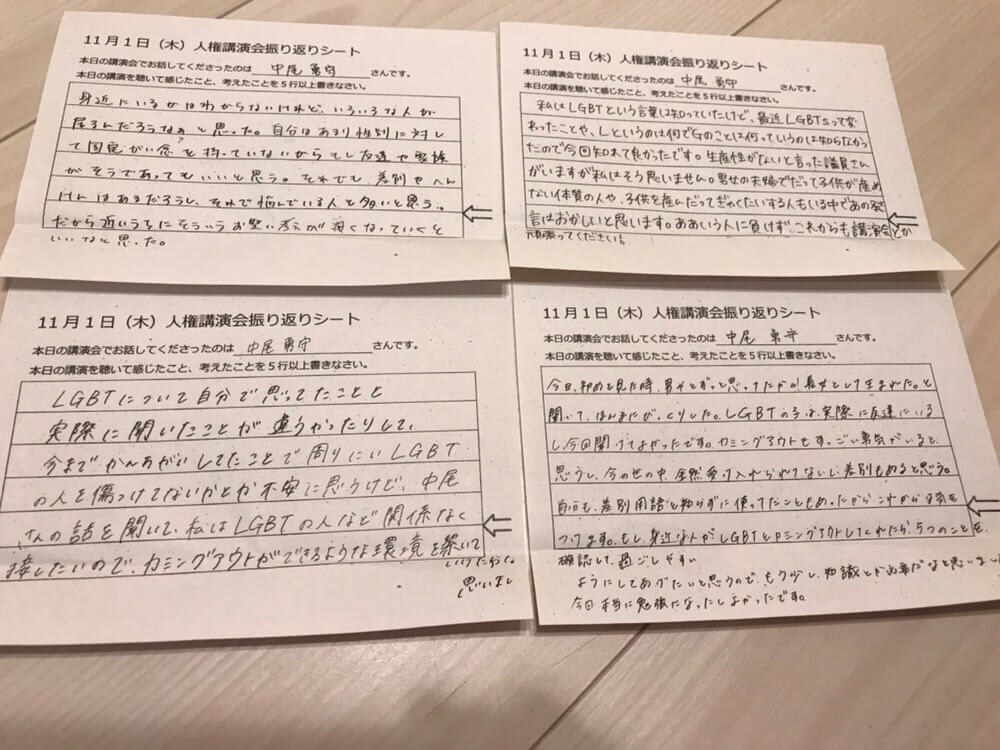 11月1日（木）人権講演会振り返りシート
本日の講演会でお話してくださったのは 中尾 勇守 さんです。
本日の講演を聴いて感じたこと、考えたことを5行以上書きなさい。
身近にいるかはわからないけれど、いろいろな人が
居るんだろうなぁ と思った。自分はあまり性別に対し
て固定がい念を持っていないからもし友達や家族
がそうであってもいいと思う。それでも、差別やへん
けんはあるだろうし、それで悩んでいる人も多いと思う。
だから近いうちにそういうお堅い考えが
なくなっていくと
いいなと思った。
11月1日（木）人権講演会振り返りシート
本日の講演会でお話してくださったのは 中尾 勇守 さんです。
本日の講演を聴いて感じたこと、考えたことを5行以上書きなさい。
私はLGBTという言葉は知っていたけど、最近LGBTsって変
わったことや、Lというのは何でGのことは何っていうのは知らなかっ
たので今回知れて良かったです。生産性がないと言った議員さん
がいますが私はそう思いません。男女の夫婦でだって子供が産め
ない体質の人や、子供を産んだってぎゃくたいする人もいる中であの発
言はおかしいと思います。ああいう人に負けず、これからも講演会とか
頑張ってください！
11月1日（木）人権講演会振り返りシート
本日の講演会でお話してくださったのは 中尾勇守 さんです。
本日の講演を聴いて感じたこと、考えたことを5行以上書きなさい。
LGBTについて自分で思ってたことと
実際に聞いたことが違うかったりして、
今までかんちがいしてたことで周りにいるLGBT
の人を傷つけてないかとか不安に思うけど、中尾
さんの話を聞いて、私はLGBTの人など関係なく
接したいので、カミングアウトができるような環境を築いて
いきたいと
思いまし
11月1日（木）人権講演会振り返りシート
本日の講演会でお話してくださったのは 中尾 勇守 さんです。
本日の講演を聴いて感じたこと、考えたことを5行以上書きなさい。
今日、初めて見た時、男やとずっと思ってたから、長女として生まれた。と
聞いて、ほんまにびっくりした。LGBTの子は、実際に友達にいる
し、今回聞けてよかったです。カミングアウトもすっごい勇気がいると、
思うし、今の世の中、全然受け入れられてないし、差別もあると思う。
自分も、差別用語と知らずに使ってたこともあったからこれから気を
つけます。もし、身近な人が、LGBTとカミングアウトしてくれたら、5つのことを、
確認して、過ごしやすい
ようにしてあげたいと思うので、もう少し、知識とか必要だなと思いまし
今日、本当に勉強になったしよかったです。